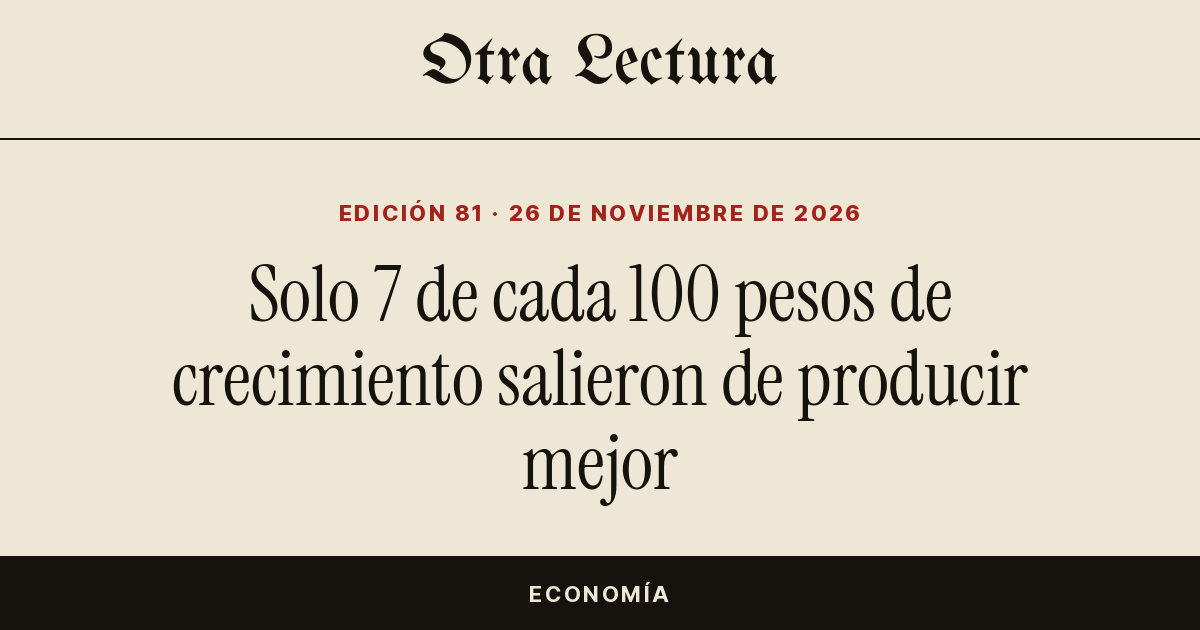 Otra Lectura
EDICIÓN 81 · 26 DE NOVIEMBRE DE 2026
Solo 7 de cada 100 pesos de
crecimiento salieron de producir
mejor
ECONOMÍA